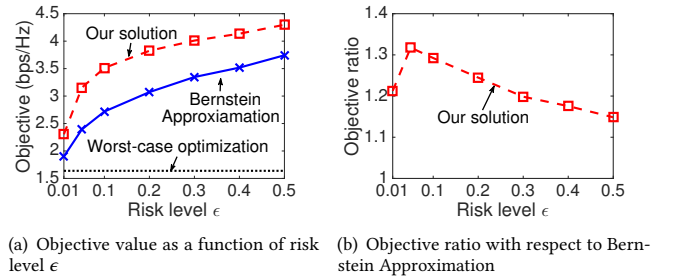 4.5
4
3.5
3
2.5
2
1.5
Objective (bps/Hz)
Our solution
Bernstein
Approxiamation
Worst-case optimization
0.01 0.1 0.2 0.3 0.4 0.5
Risk level ϵ
1.4
1.3
1.2
1.1
1
Objective ratio
Our solution
0.01 0.1 0.2 0.3 0.4 0.5
Risk level ϵ
(a) Objective value as a function of risk
level ϵ
(b) Objective ratio with respect to Bern-
stein Approximation